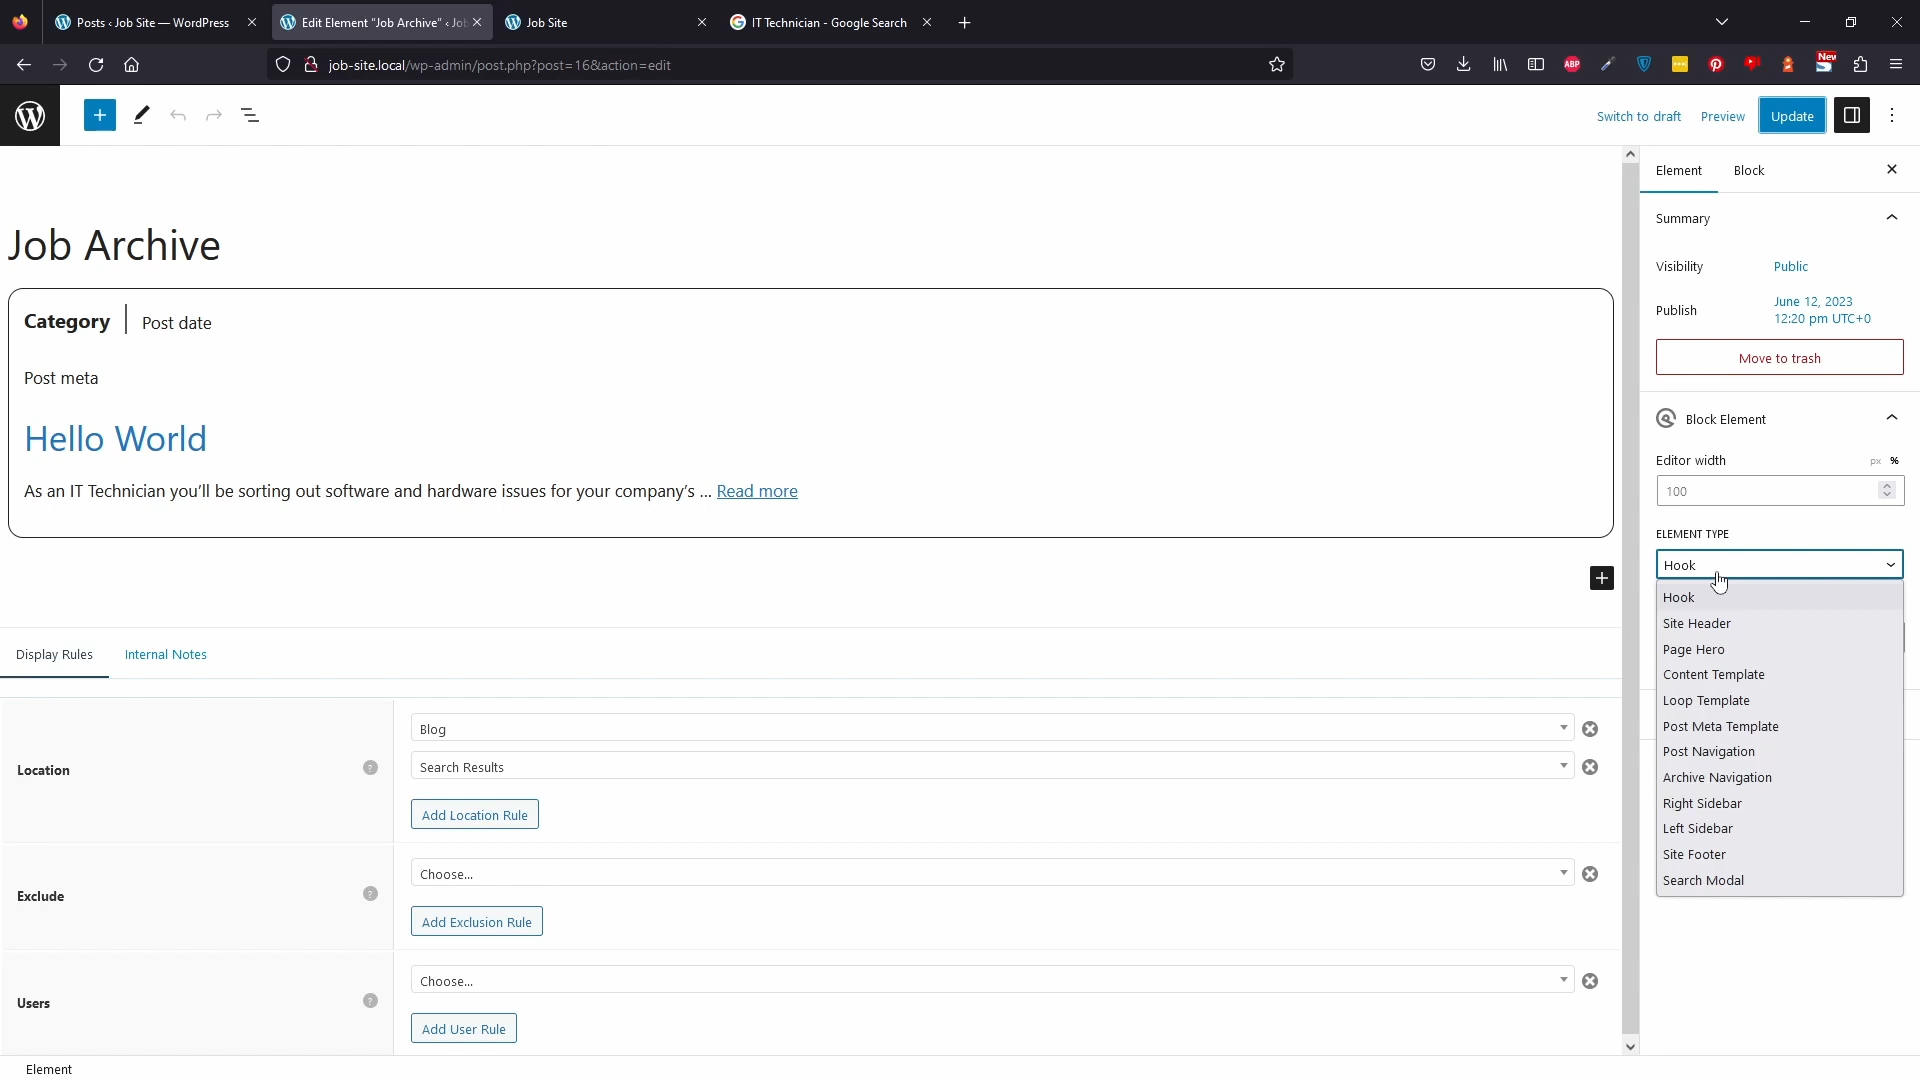 Posts ‹ Job Site — WordPress
Edit Element “Job Archive” ‹ Jo
Job Site
IT Technician - Google Search
job-site.local/wp-admin/post.php?post=16&action=edit
ABP
New
Switch to draft
Preview
Update
Element
Block
Summary
Job Archive
Visibility
Public
Publish
June 12, 2023
12:20 pm UTC+0
Category
Post date
Move to trash
Post meta
Block Element
Hello World
Editor width
px
%
As an IT Technician you’ll be sorting out software and hardware issues for your company’s ... Read more
100
ELEMENT TYPE
Hook
Hook
Site Header
Page Hero
Content Template
Loop Template
Post Meta Template
Post Navigation
Archive Navigation
Right Sidebar
Left Sidebar
Site Footer
Search Modal
Display Rules
Internal Notes
Location
?
Blog
Search Results
Add Location Rule
Exclude
?
Choose...
Add Exclusion Rule
Users
?
Choose...
Add User Rule
Element